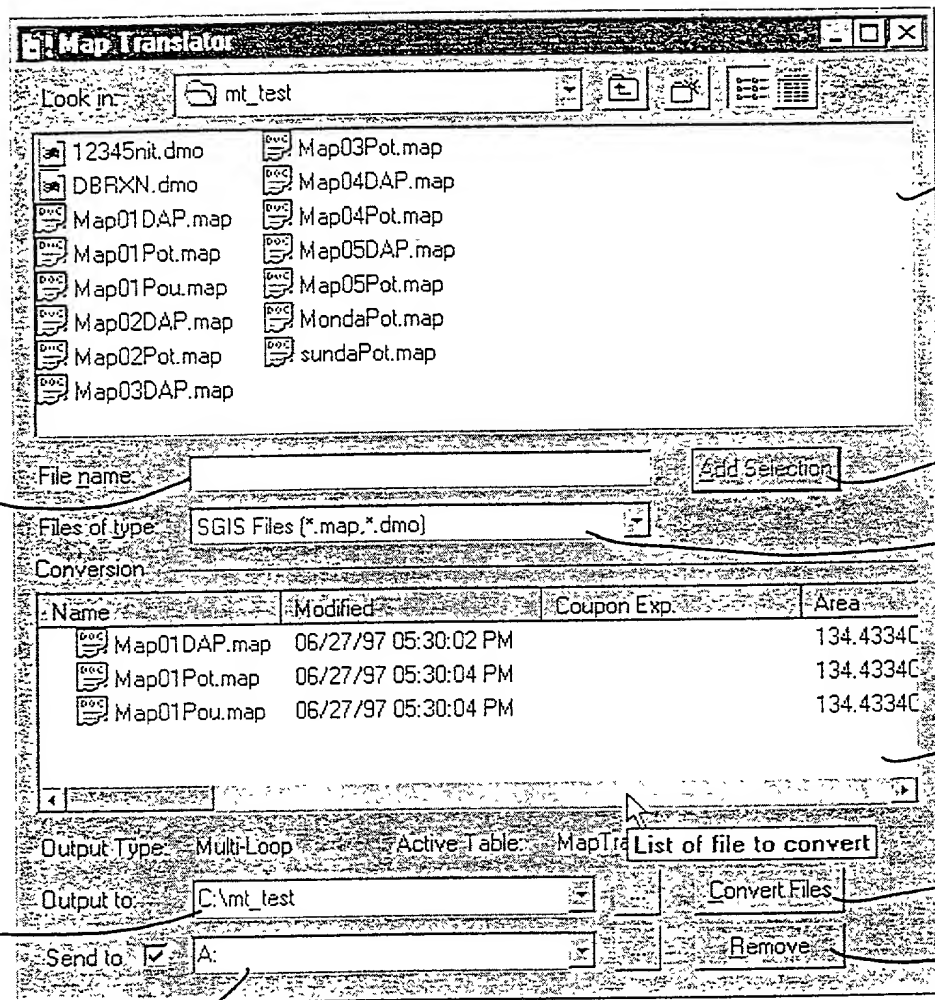 Map Translator
Look in: mt_test
12345nit.dmo
DBRXN.dmo
Map01DAP.map
Map01Pot.map
Map01Pou.map
Map02DAP.map
Map02Pot.map
Map03DAP.map
Map03Pot.map
Map04DAP.map
Map04Pot.map
Map05DAP.map
Map05Pot.map
MondaPot.map
sundaPot.map
File name: Add Selection
Files of type: SGIS Files (*.map,*.dmo)
Conversion
Name Modified Coupon Exp. Area
Map01DAP.map 06/27/97 05:30:02 PM 134.4334
Map01Pot.map 06/27/97 05:30:04 PM 134.4334
Map01Pou.map 06/27/97 05:30:04 PM 134.4334
Output Type: Multi-Loop Active Table: MapTra
List of file to convert
Output to: C:\mt_test ... Convert Files
Send to: A: Remove